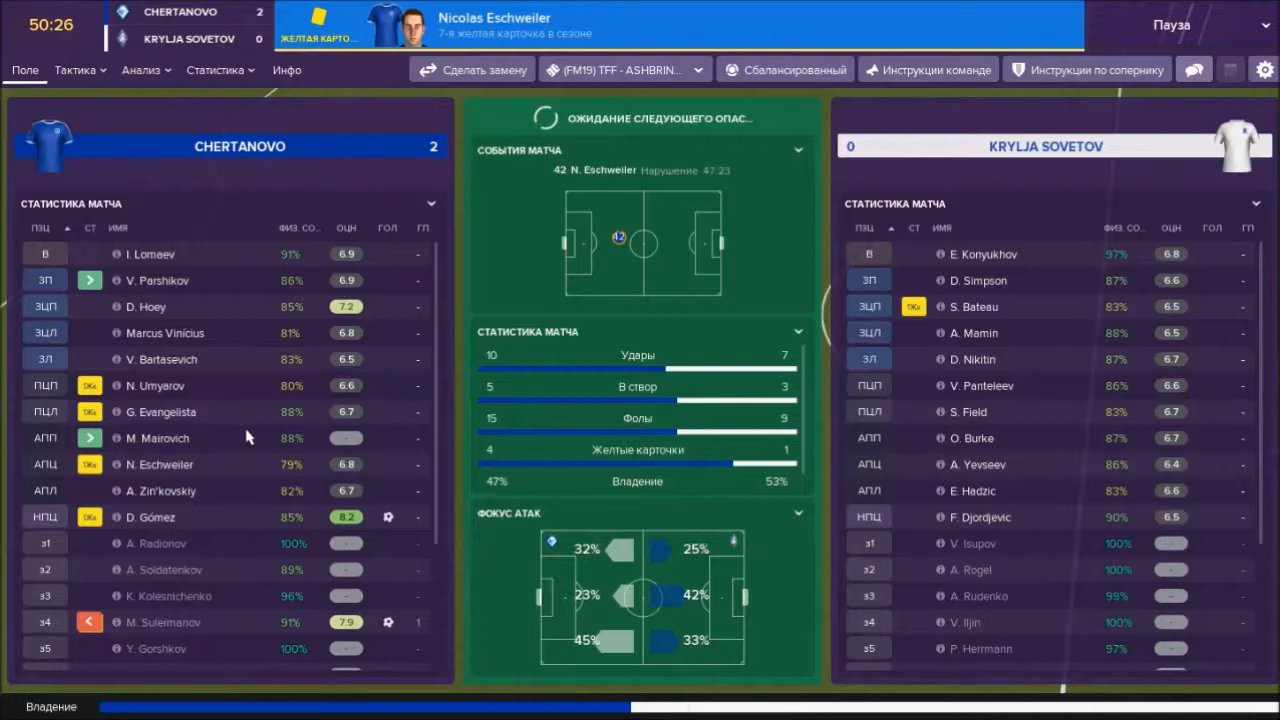 50:26
CHERTANOVO 2
KRYLJA SOVETOV 0
ЖЕЛТАЯ КАРТО...
Nicolas Eschweiler
7-я желтая карточка в сезоне
Пауза
Поле Тактика Анализ Статистика Инфо Сделать замену (FM19) TFF - ASHBRIN... Сбалансированный Инструкции команде Инструкции по сопернику
CHERTANOVO 2
СТАТИСТИКА МАТЧА
ПЗЦ СТ ИМЯ ФИЗ. СО... ОЦН ГОЛ ГП
В I. Lomaev 91% 6.9 -
ЗП V. Parshikov 86% 6.9 -
ЗЦП D. Hoey 85% 7.2 -
ЗЦЛ Marcus Vinícius 81% 6.8 -
ЗЛ V. Bartasevich 83% 6.5 -
ПЦП 1Жк N. Umyarov 80% 6.6 -
ПЦЛ 1Жк G. Evangelista 88% 6.7 -
АПП M. Mairovich 88% - -
АПЦ 1Жк N. Eschweiler 79% 6.8 -
АПЛ A. Zin'kovskiy 82% 6.7 -
НПЦ 1Жк D. Gómez 85% 8.2 -
з1 A. Radionov 100% - -
з2 A. Soldatenkov 89% - -
з3 K. Kolesnichenko 96% - -
з4 M. Suleimanov 91% 7.9 1
з5 Y. Gorshkov 100% - -
ОЖИДАНИЕ СЛЕДУЮЩЕГО ОПАС...
СОБЫТИЯ МАТЧА
42 N. Eschweiler Нарушение 47:23
42
СТАТИСТИКА МАТЧА
10 Удары 7
5 В створ 3
15 Фолы 9
4 Желтые карточки 1
47% Владение 53%
ФОКУС АТАК
32% 25%
23% 42%
45% 33%
0 KRYLJA SOVETOV
СТАТИСТИКА МАТЧА
ПЗЦ СТ ИМЯ ФИЗ. СО... ОЦН ГОЛ ГП
В E. Konyukhov 97% 6.8 -
ЗП D. Simpson 87% 6.6 -
ЗЦП 1Жк S. Bateau 83% 6.5 -
ЗЦЛ A. Mamin 88% 6.5 -
ЗЛ D. Nikitin 87% 6.7 -
ПЦП V. Panteleev 86% 6.6 -
ПЦЛ S. Field 83% 6.7 -
АПП O. Burke 87% 6.7 -
АПЦ A. Yevseev 86% 6.4 -
АПЛ E. Hadzic 83% 6.6 -
НПЦ F. Djordjevic 90% 6.5 -
з1 V. Isupov 100% - -
з2 A. Rogel 100% - -
з3 A. Rudenko 99% - -
з4 V. Iljin 100% - -
з5 P. Herrmann 97% - -
Владение